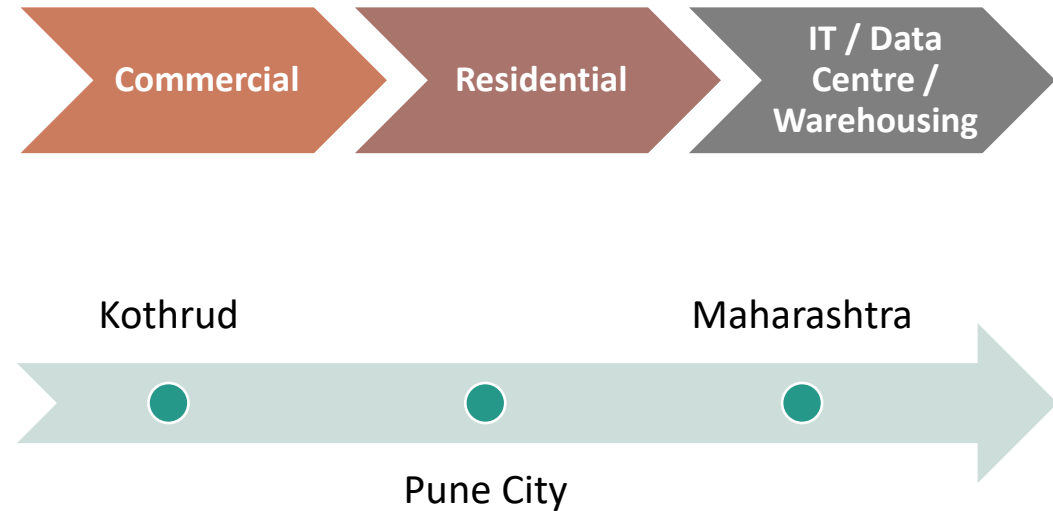 Commercial
Residential
IT / Data
Centre /
Warehousing
Kothrud
Maharashtra
Pune City